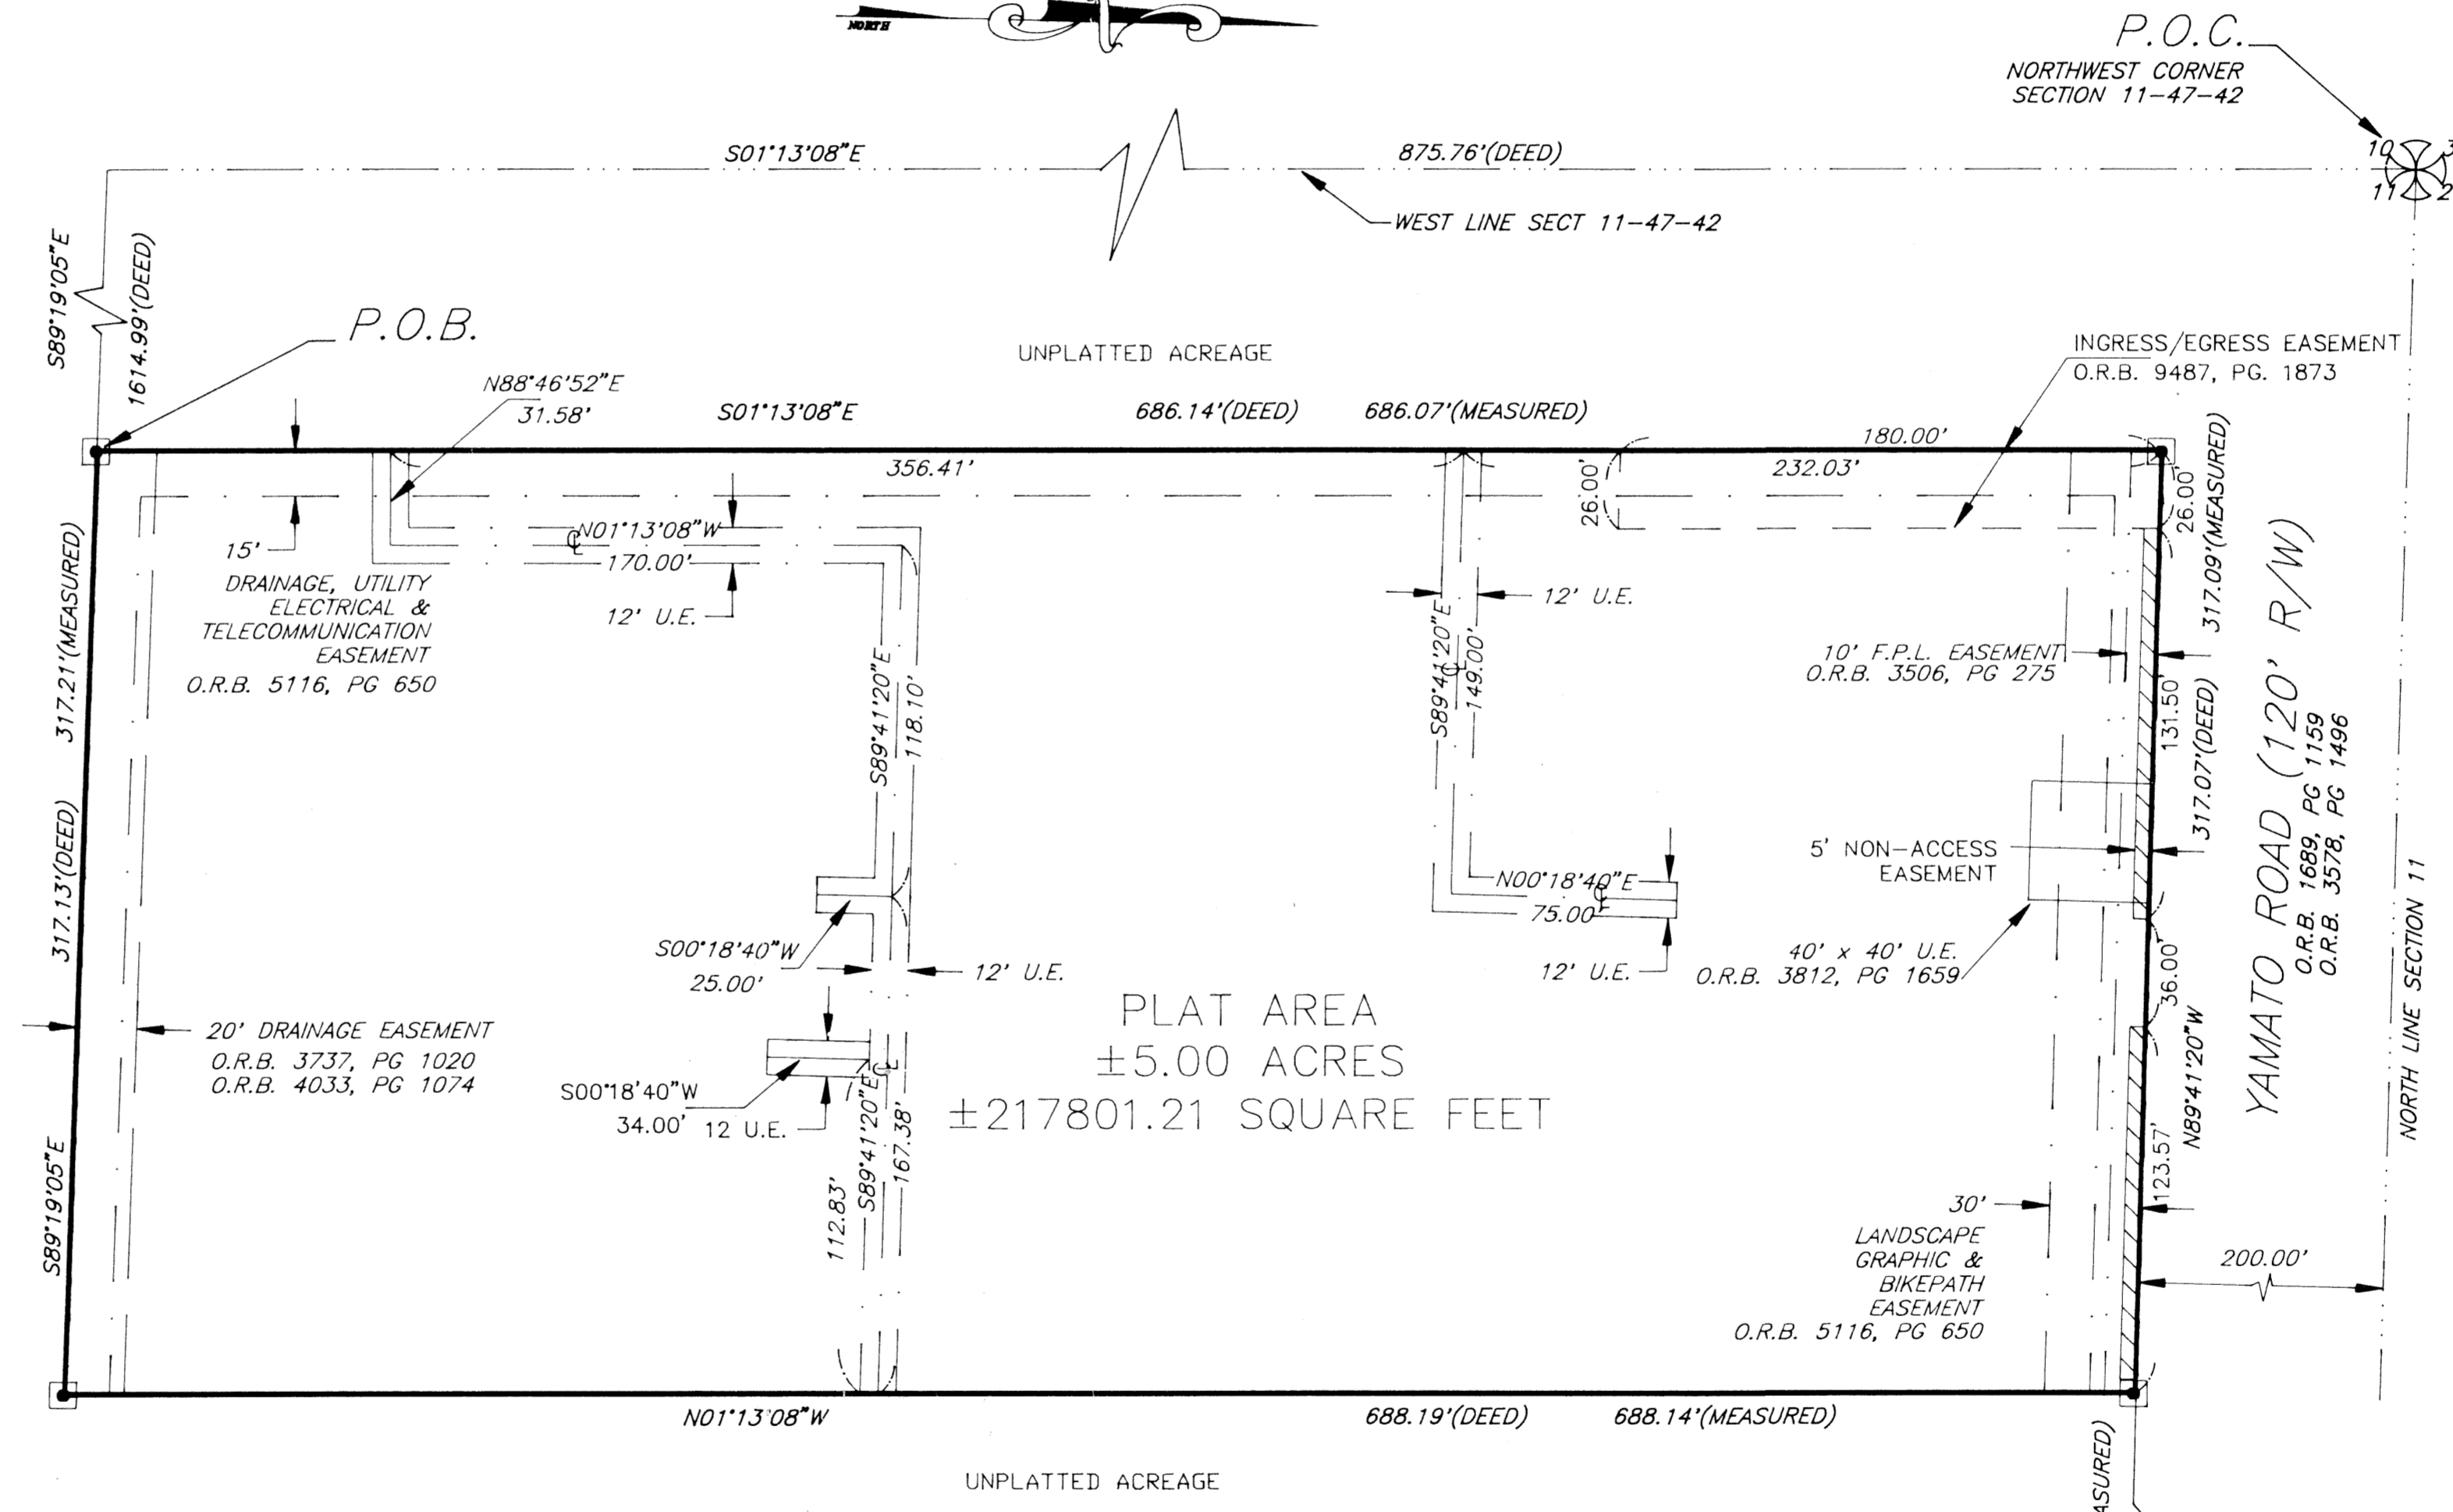 NORTH
P.O.C.
NORTHWEST CORNER
SECTION 11-47-42
10
3
11
2
S01°13'08"E
875.76'(DEED)
WEST LINE SECT 11-47-42
S89°19'05"E
1614.99'(DEED)
P.O.B.
UNPLATTED ACREAGE
INGRESS/EGRESS EASEMENT
O.R.B. 9487, PG. 1873
N88°46'52"E
31.58'
S01°13'08"E
686.14'(DEED)
686.07'(MEASURED)
180.00'
356.41'
232.03'
26.00'
26.00'
317.09'(MEASURED)
15'
DRAINAGE, UTILITY
ELECTRICAL &
TELECOMMUNICATION
EASEMENT
O.R.B. 5116, PG 650
℄
N01°13'08"W
170.00'
12' U.E.
S89°41'20"E
118.10'
S89°41'20"E
℄
149.00'
12' U.E.
10' F.P.L. EASEMENT
O.R.B. 3506, PG 275
131.50'
317.07'(DEED)
YAMATO ROAD (120' R/W)
O.R.B. 1689, PG 1159
O.R.B. 3578, PG 1496
317.21'(MEASURED)
317.13'(DEED)
5' NON-ACCESS
EASEMENT
N00°18'40"E
℄
75.00'
12' U.E.
40' x 40' U.E.
O.R.B. 3812, PG 1659
S00°18'40"W
25.00'
12' U.E.
36.00'
N89°41'20"W
NORTH LINE SECTION 11
20' DRAINAGE EASEMENT
O.R.B. 3737, PG 1020
O.R.B. 4033, PG 1074
PLAT AREA
±5.00 ACRES
±217801.21 SQUARE FEET
S00°18'40"W
34.00'
12 U.E.
℄
S89°41'20"E
167.38'
112.83'
123.57'
S89°19'05"E
30'
LANDSCAPE
GRAPHIC &
BIKEPATH
EASEMENT
O.R.B. 5116, PG 650
200.00'
N01°13'08"W
688.19'(DEED)
688.14'(MEASURED)
UNPLATTED ACREAGE
ASURED)